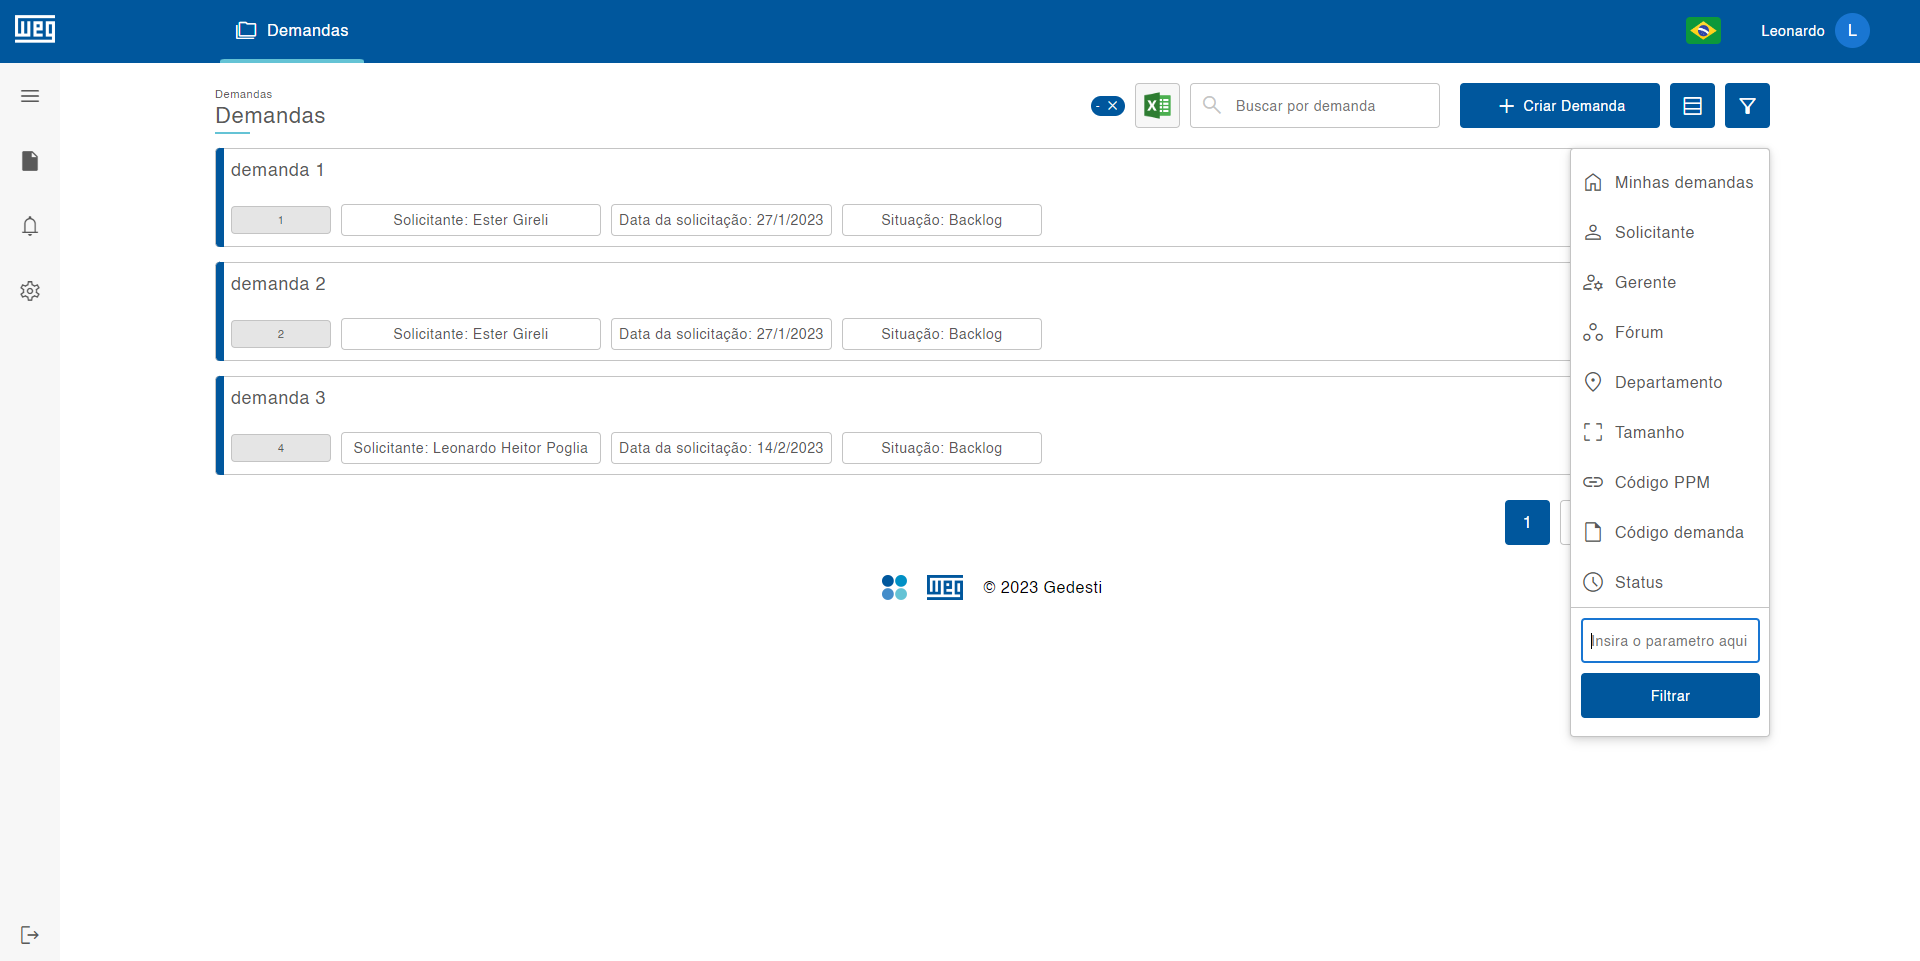 weg
Demandas
Leonardo
L
Demandas
Demandas
-
Buscar por demanda
Criar Demanda
demanda 1
1
Solicitante: Ester Gireli
Data da solicitação: 27/1/2023
Situação: Backlog
demanda 2
2
Solicitante: Ester Gireli
Data da solicitação: 27/1/2023
Situação: Backlog
demanda 3
4
Solicitante: Leonardo Heitor Poglia
Data da solicitação: 14/2/2023
Situação: Backlog
Minhas demandas
Solicitante
Gerente
Fórum
Departamento
Tamanho
Código PPM
Código demanda
Status
Insira o parametro aqui
Filtrar
1
weg
© 2023 Gedesti